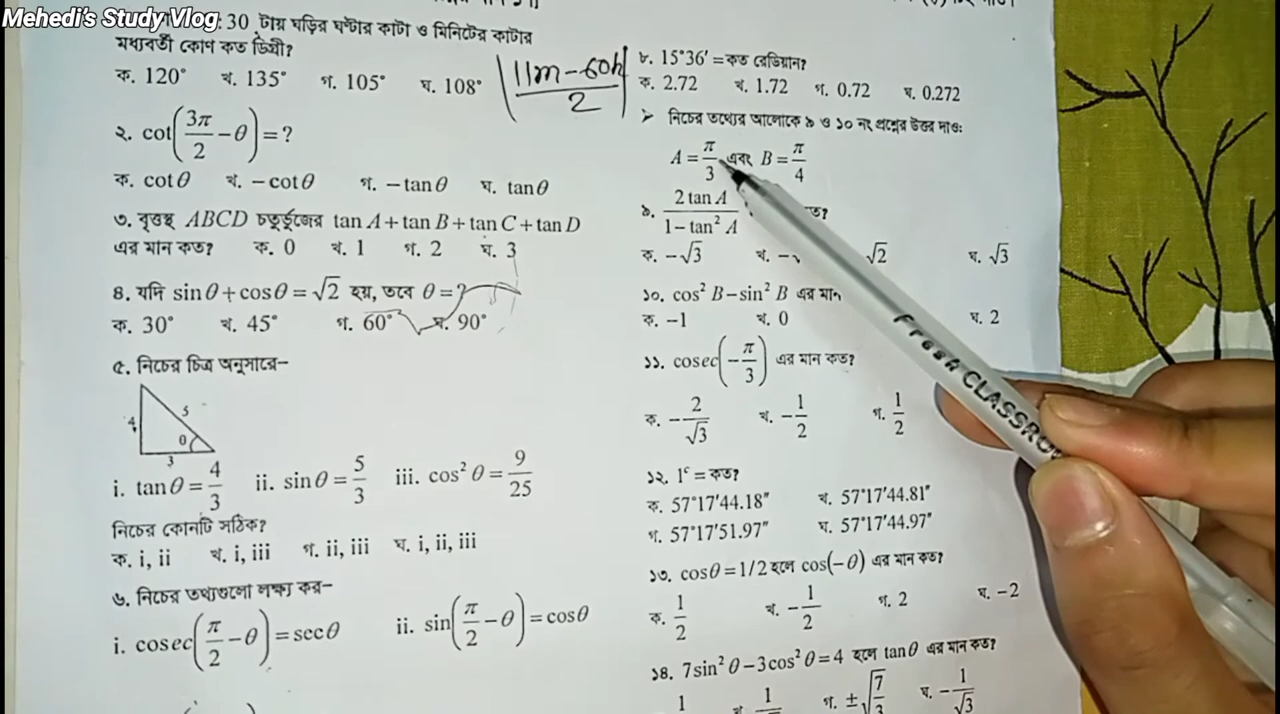 Mehedi's Study Vlog
30 টায় ঘড়ির ঘণ্টার কাটা ও মিনিটের কাটার
মধ্যবর্তী কোণ কত ডিগ্রী?
ক. 120° খ. 135° গ. 105° ঘ. 108°
|11m-60h / 2|
২. cot(3π/2 − θ) = ?
ক. cotθ খ. −cotθ গ. −tanθ ঘ. tanθ
৩. বৃত্তস্থ ABCD চতুর্ভুজের tan A + tan B + tan C + tan D
এর মান কত? ক. 0 খ. 1 গ. 2 ঘ. 3
৪. যদি sinθ + cosθ = √2 হয়, তবে θ = ?
ক. 30° খ. 45° গ. 60° ঘ. 90°
৫. নিচের চিত্র অনুসারে–
4 5 θ 3
i. tanθ = 4/3 ii. sinθ = 5/3 iii. cos²θ = 9/25
নিচের কোনটি সঠিক?
ক. i, ii খ. i, iii গ. ii, iii ঘ. i, ii, iii
৬. নিচের তথ্যগুলো লক্ষ্য কর–
i. cosec(π/2 − θ) = secθ ii. sin(π/2 − θ) = cosθ
৮. 15°36′ = কত রেডিয়ান?
ক. 2.72 খ. 1.72 গ. 0.72 ঘ. 0.272
➢ নিচের তথ্যের আলোকে ৯ ও ১০ নং প্রশ্নের উত্তর দাও:
A = π/3 এবং B = π/4
৯. 2 tan A / 1 − tan² A
ক. −√3 খ. − √2 ঘ. √3
১০. cos² B − sin² B এর মান
ক. −1 খ. 0 ঘ. 2
১১. cosec(−π/3) এর মান কত?
ক. −2/√3 খ. −1/2 গ. 1/2
১২. 1ᶜ = কত?
ক. 57°17′44.18″ খ. 57°17′44.81″
গ. 57°17′51.97″ ঘ. 57°17′44.97″
১৩. cosθ = 1/2 হলে cos(−θ) এর মান কত?
ক. 1/2 খ. −1/2 গ. 2 ঘ. −2
১৪. 7sin²θ − 3cos²θ = 4 হলে tanθ এর মান কত?
গ. ±√7/3 ঘ. −1/√3
Fresh CLASSRO